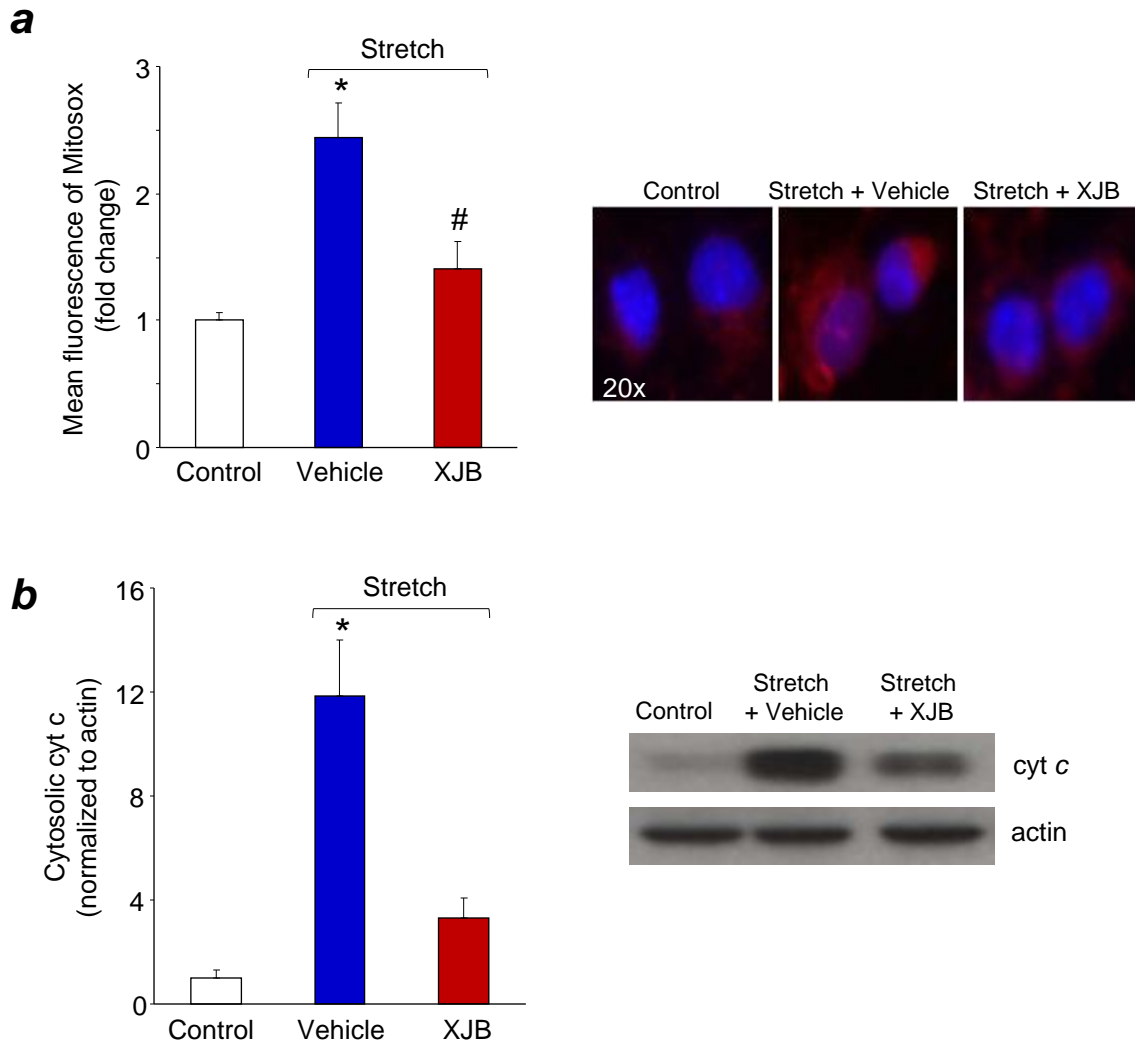 a
Stretch
Mean fluorescence of Mitosox
(fold change)
3
2
1
0
*
#
Control
Vehicle
XJB
Control
Stretch + Vehicle
Stretch + XJB
20x
b
Stretch
Cytosolic cyt c
(normalized to actin)
16
12
8
4
0
*
Control
Vehicle
XJB
Control
Stretch
+ Vehicle
Stretch
+ XJB
cyt c
actin